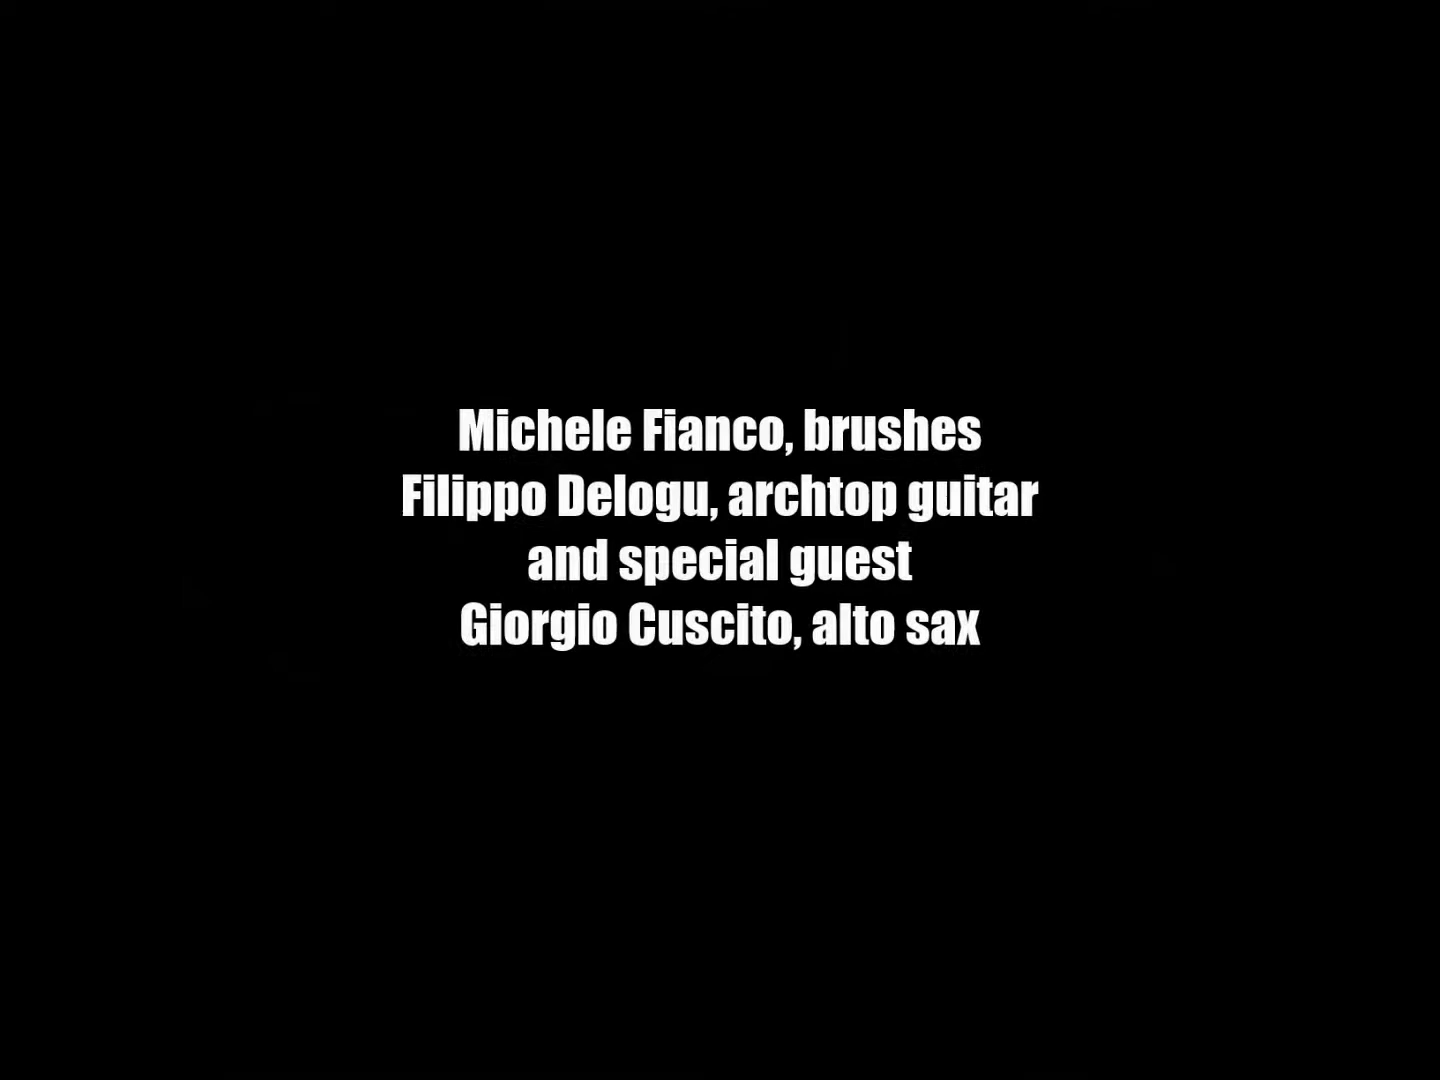 Michele Fianco, brushes
Filippo Delogu, archtop guitar
and special guest
Giorgio Cuscito, alto sax